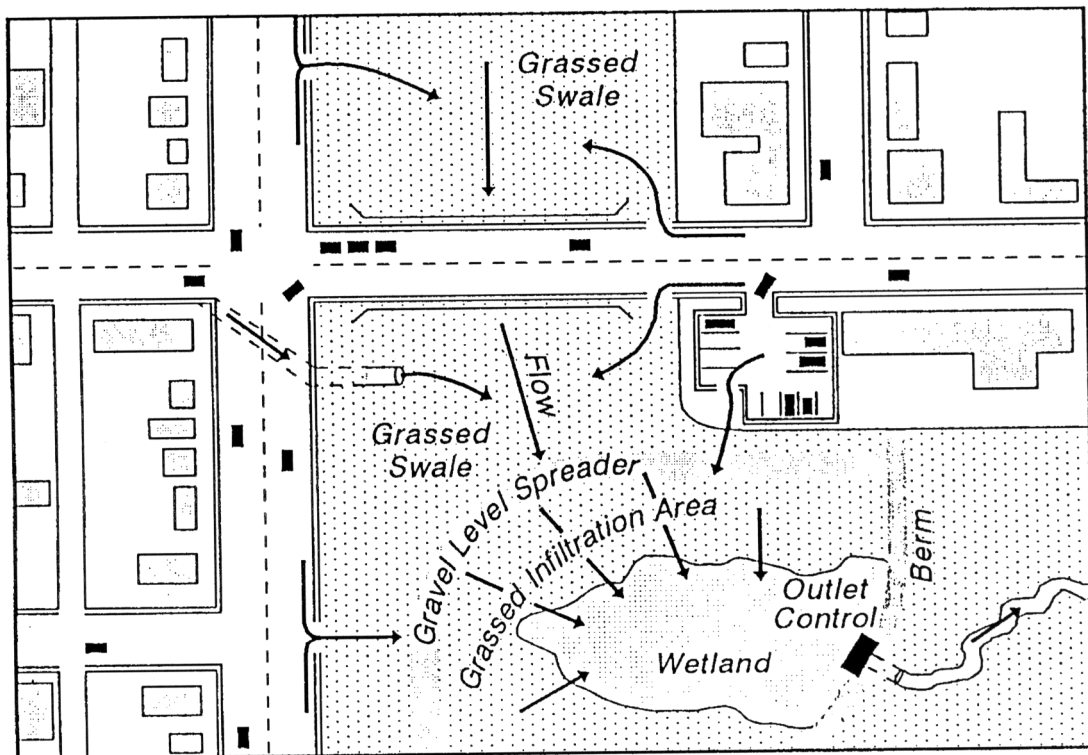 Grassed
Swale
Flow
Grassed
Swale
Gravel Level Spreader
Grassed Infiltration Area
Berm
Outlet
Control
Wetland